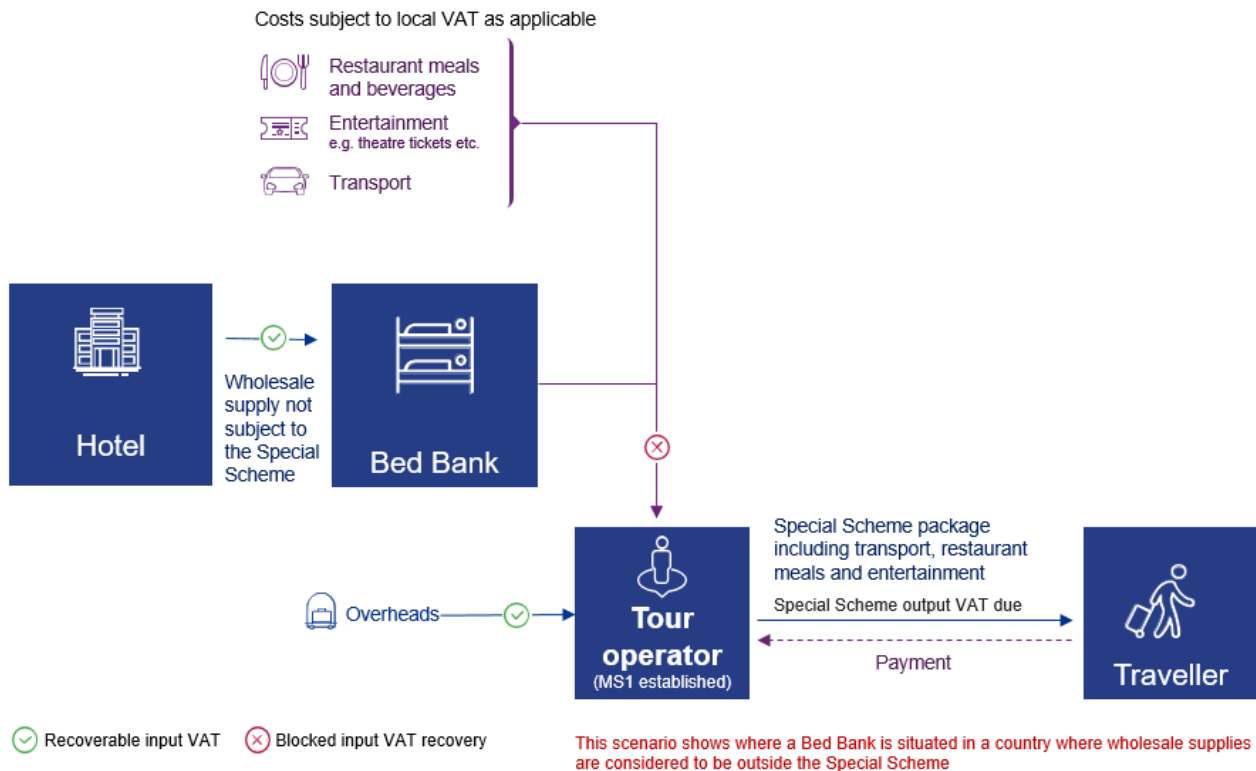 Costs subject to local VAT as applicable
Restaurant meals
and beverages
Entertainment
e.g. theatre tickets etc.
Transport
Hotel
Wholesale
supply not
subject to
the Special
Scheme
Bed Bank
Overheads
Tour
operator
(MS1 established)
Special Scheme package
including transport, restaurant
meals and entertainment
Special Scheme output VAT due
Payment
Traveller
Recoverable input VAT
Blocked input VAT recovery
This scenario shows where a Bed Bank is situated in a country where wholesale supplies
are considered to be outside the Special Scheme